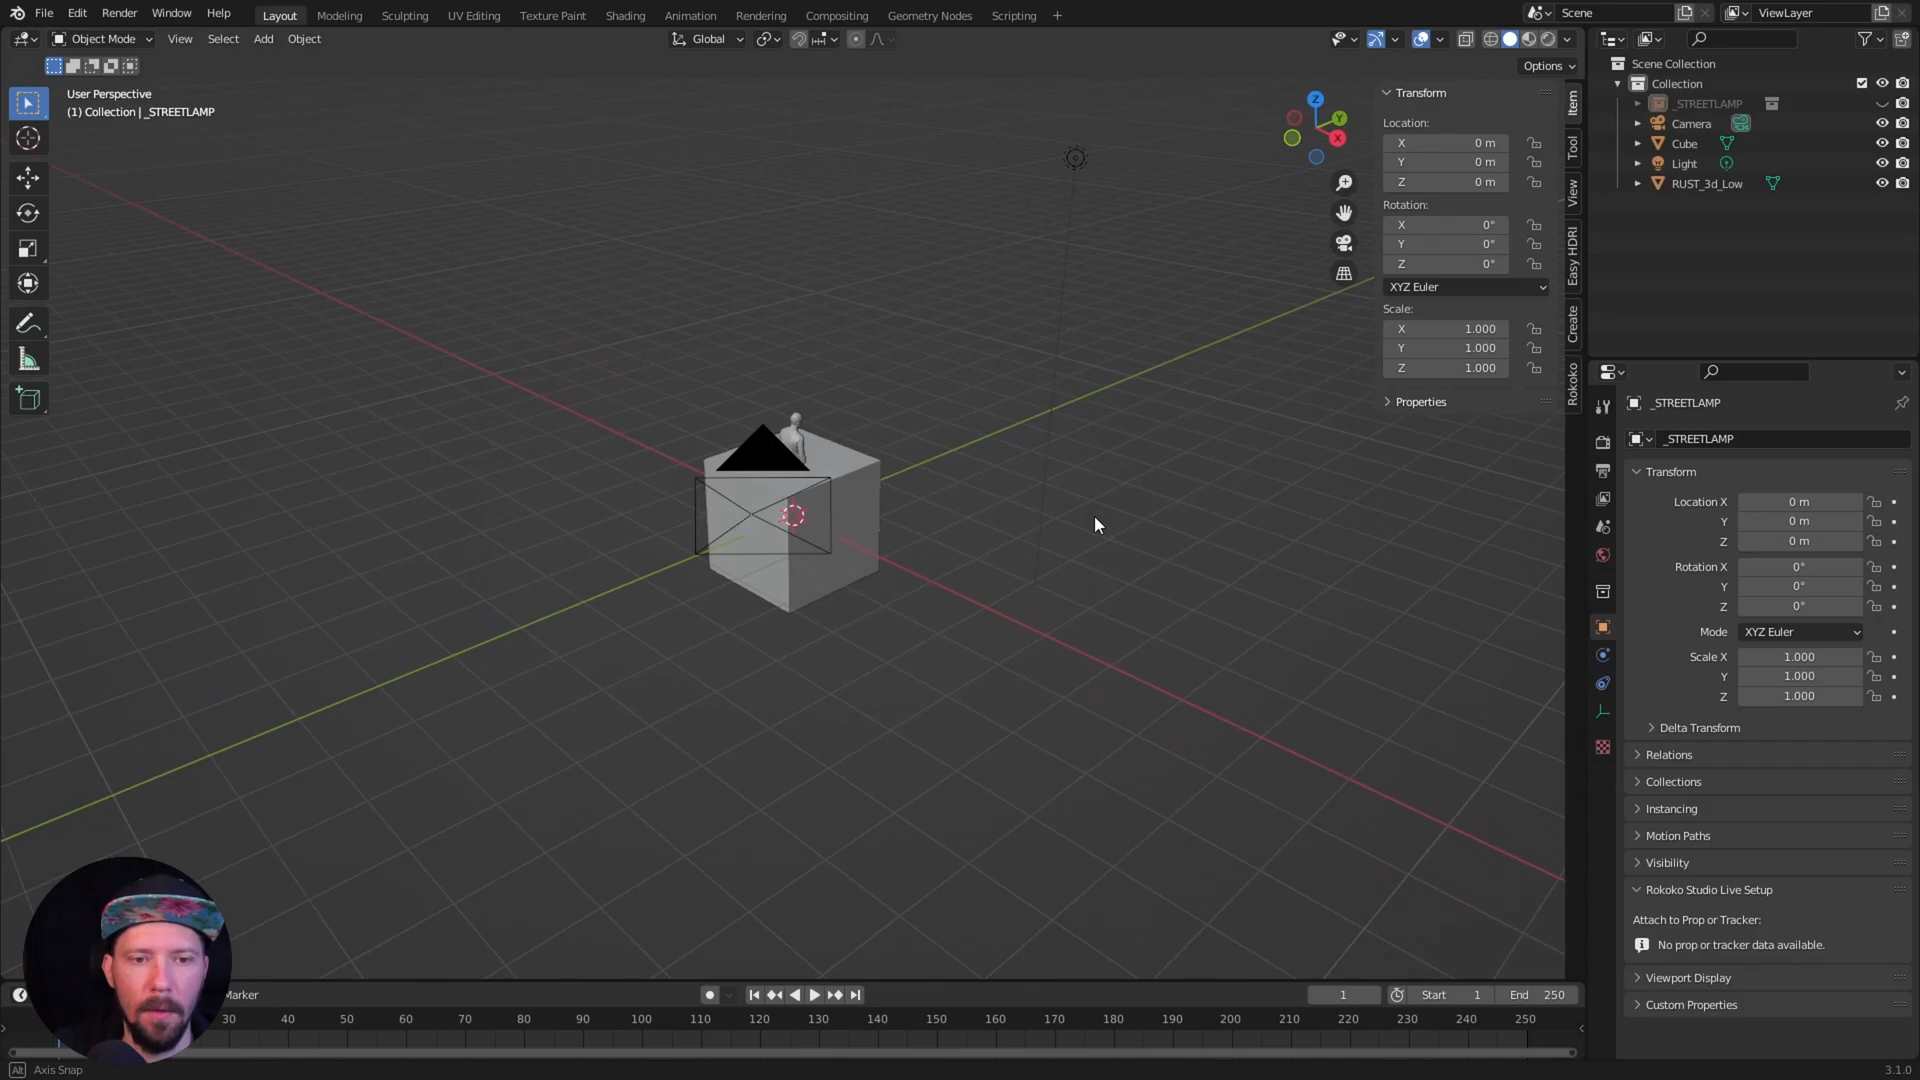 File Edit Render Window Help
Layout Modeling Sculpting UV Editing Texture Paint Shading Animation Rendering Compositing Geometry Nodes Scripting +
Scene
ViewLayer
Object Mode View Select Add Object
Global
Options
User Perspective
(1) Collection | _STREETLAMP
Z
Y
X
Transform
Location:
X 0 m
Y 0 m
Z 0 m
Rotation:
X 0°
Y 0°
Z 0°
XYZ Euler
Scale:
X 1.000
Y 1.000
Z 1.000
Properties
Item
Tool
View
Easy HDRI
Create
Rokoko
Scene Collection
Collection
_STREETLAMP
Camera
Cube
Light
RUST_3d_Low
_STREETLAMP
_STREETLAMP
Transform
Location X 0 m
Y 0 m
Z 0 m
Rotation X 0°
Y 0°
Z 0°
Mode XYZ Euler
Scale X 1.000
Y 1.000
Z 1.000
Delta Transform
Relations
Collections
Instancing
Motion Paths
Visibility
Rokoko Studio Live Setup
Attach to Prop or Tracker:
No prop or tracker data available.
Viewport Display
Custom Properties
Marker
1
Start 1 End 250
30 40 50 60 70 80 90 100 110 120 130 140 150 160 170 180 190 200 210 220 230 240 250
Alt Axis Snap
3.1.0